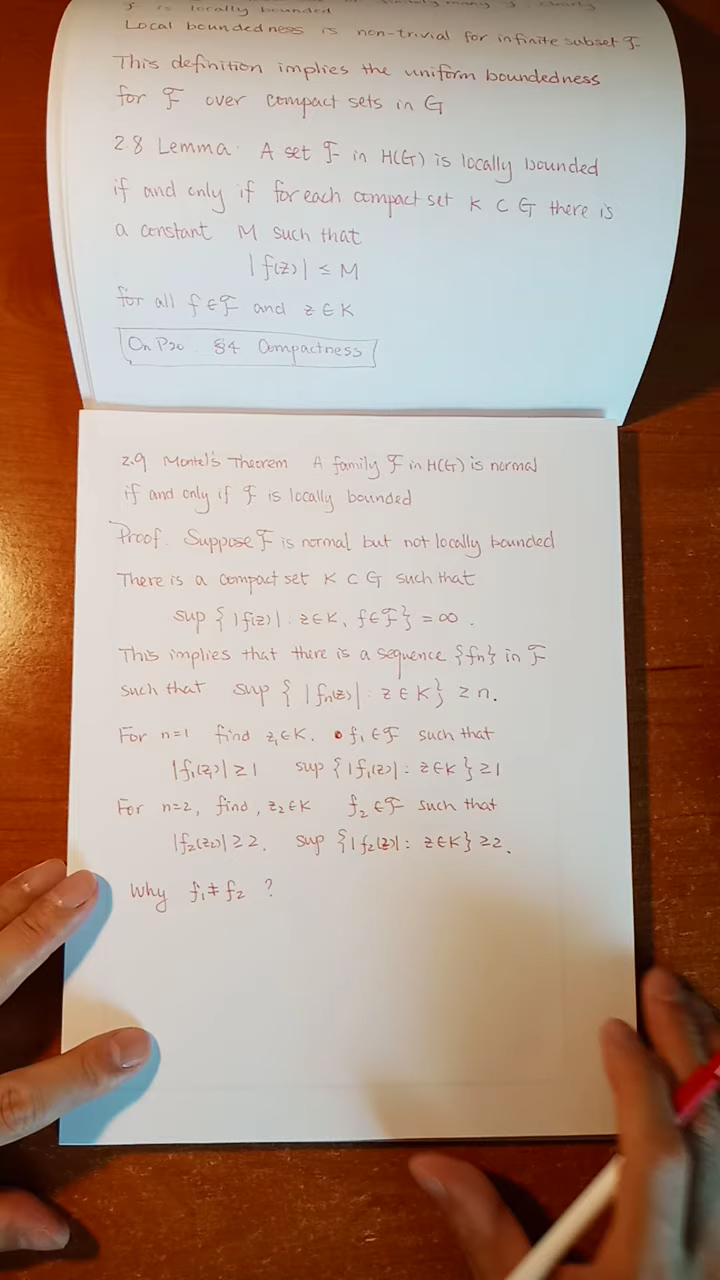 is locally bounded
Local boundedness is non-trivial for infinite subset ℱ.
This definition implies the uniform boundedness
for ℱ over compact sets in G
2.8 Lemma. A set ℱ in H(G) is locally bounded
if and only if for each compact set K ⊂ G there is
a constant M such that
|f(z)| ≤ M
for all f ∈ ℱ and z ∈ K
On P20. §4 Compactness
2.9 Montel's Theorem A family ℱ in H(G) is normal
if and only if ℱ is locally bounded
Proof. Suppose ℱ is normal but not locally bounded
There is a compact set K ⊂ G such that
sup { |f(z)| : z ∈ K, f ∈ ℱ } = ∞.
This implies that there is a sequence {fn} in ℱ
such that sup { |fn(z)| : z ∈ K } ≥ n.
For n=1 find z₁ ∈ K. f₁ ∈ ℱ such that
|f₁(z₁)| ≥ 1 sup { |f₁(z)| : z ∈ K } ≥ 1
For n=2, find, z₂ ∈ K f₂ ∈ ℱ such that
|f₂(z₂)| ≥ 2. sup { |f₂(z)| : z ∈ K } ≥ 2.
Why f₁ ≠ f₂ ?